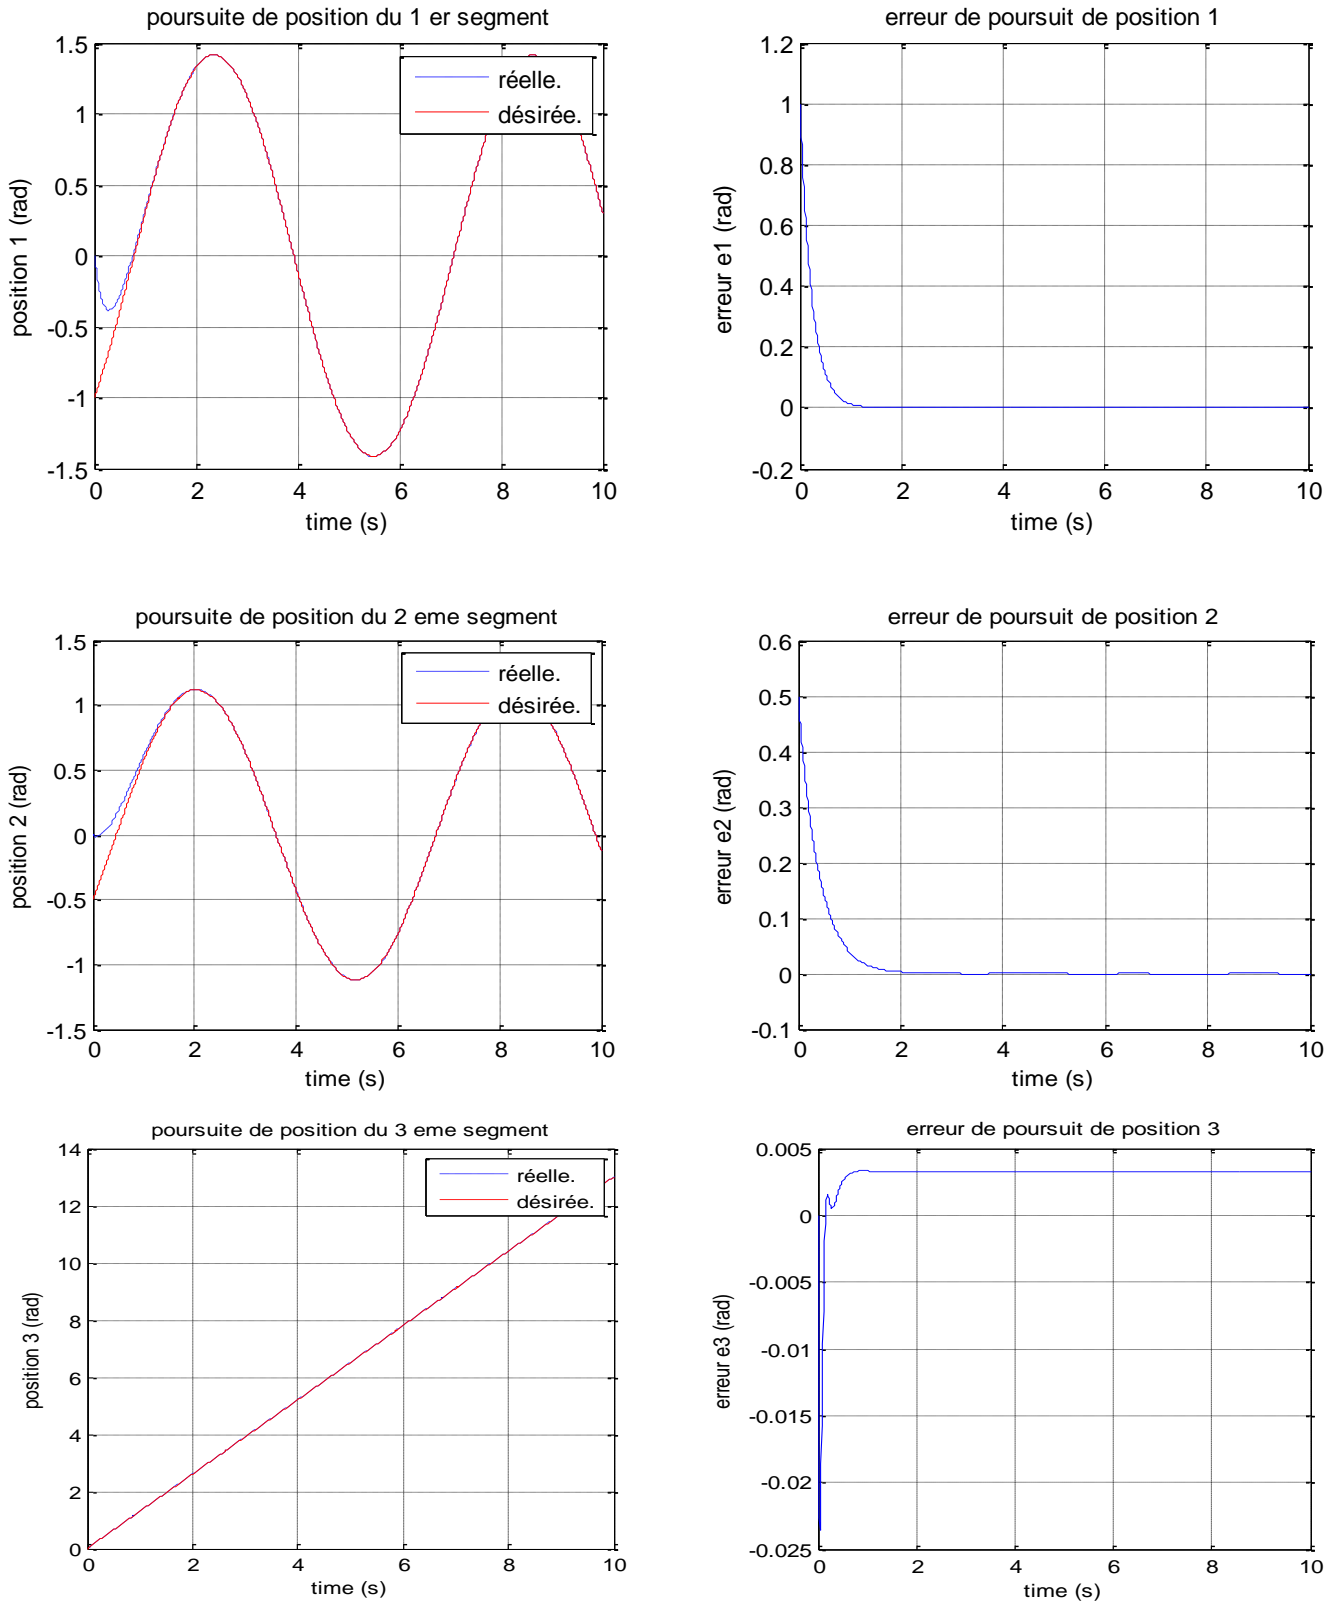 poursuite de position du 1 er segment
1.5
1
0.5
0
-0.5
-1
-1.5
position 1 (rad)
réelle.
désirée.
0 2 4 6 8 10
time (s)
erreur de poursuit de position 1
1.2
1
0.8
0.6
0.4
0.2
0
-0.2
erreur e1 (rad)
0 2 4 6 8 10
time (s)
poursuite de position du 2 eme segment
1.5
1
0.5
0
-0.5
-1
-1.5
position 2 (rad)
réelle.
désirée.
0 2 4 6 8 10
time (s)
erreur de poursuit de position 2
0.6
0.5
0.4
0.3
0.2
0.1
0
-0.1
erreur e2 (rad)
0 2 4 6 8 10
time (s)
poursuite de position du 3 eme segment
14
12
10
8
6
4
2
0
position 3 (rad)
réelle.
désirée.
0 2 4 6 8 10
time (s)
erreur de poursuit de position 3
0.005
0
-0.005
-0.01
-0.015
-0.02
-0.025
erreur e3 (rad)
0 2 4 6 8 10
time (s)